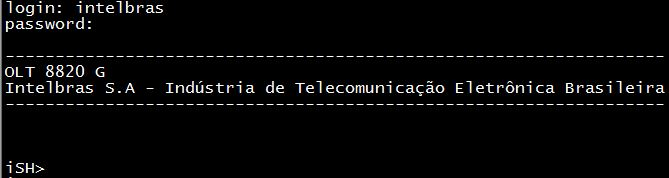 login: intelbras
password:
--------------------------------------------------------------------
OLT 8820 G
Intelbras S.A - Indústria de Telecomunicação Eletrônica Brasileira
--------------------------------------------------------------------
iSH>